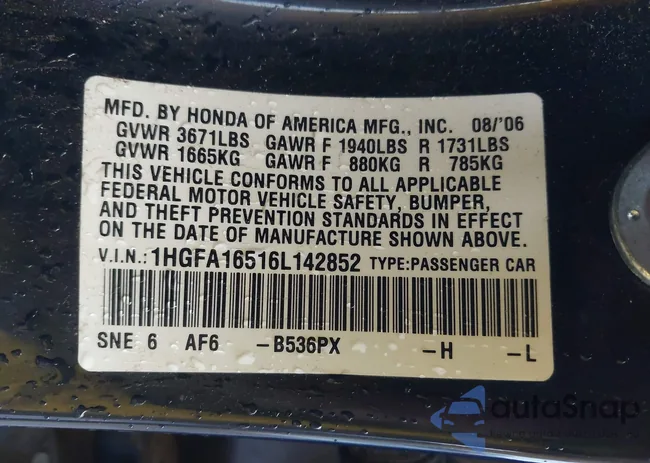 MFD. BY HONDA OF AMERICA MFG., INC. 08/'06
GVWR 3671LBS GAWR F 1940LBS R 1731LBS
GVWR 1665KG GAWR F 880KG R 785KG
THIS VEHICLE CONFORMS TO ALL APPLICABLE
FEDERAL MOTOR VEHICLE SAFETY, BUMPER,
AND THEFT PREVENTION STANDARDS IN EFFECT
ON THE DATE OF MANUFACTURE SHOWN ABOVE.
V.I.N.: 1HGFA16516L142852 TYPE:PASSENGER CAR
SNE 6 AF6 -B536PX -H -L
autoSnap